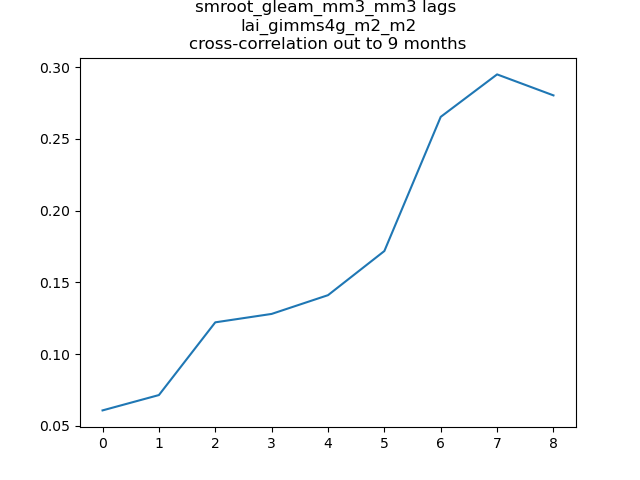 smroot_gleam_mm3_mm3 lags
lai_gimms4g_m2_m2
cross-correlation out to 9 months
0.30
0.25
0.20
0.15
0.10
0.05
0 1 2 3 4 5 6 7 8